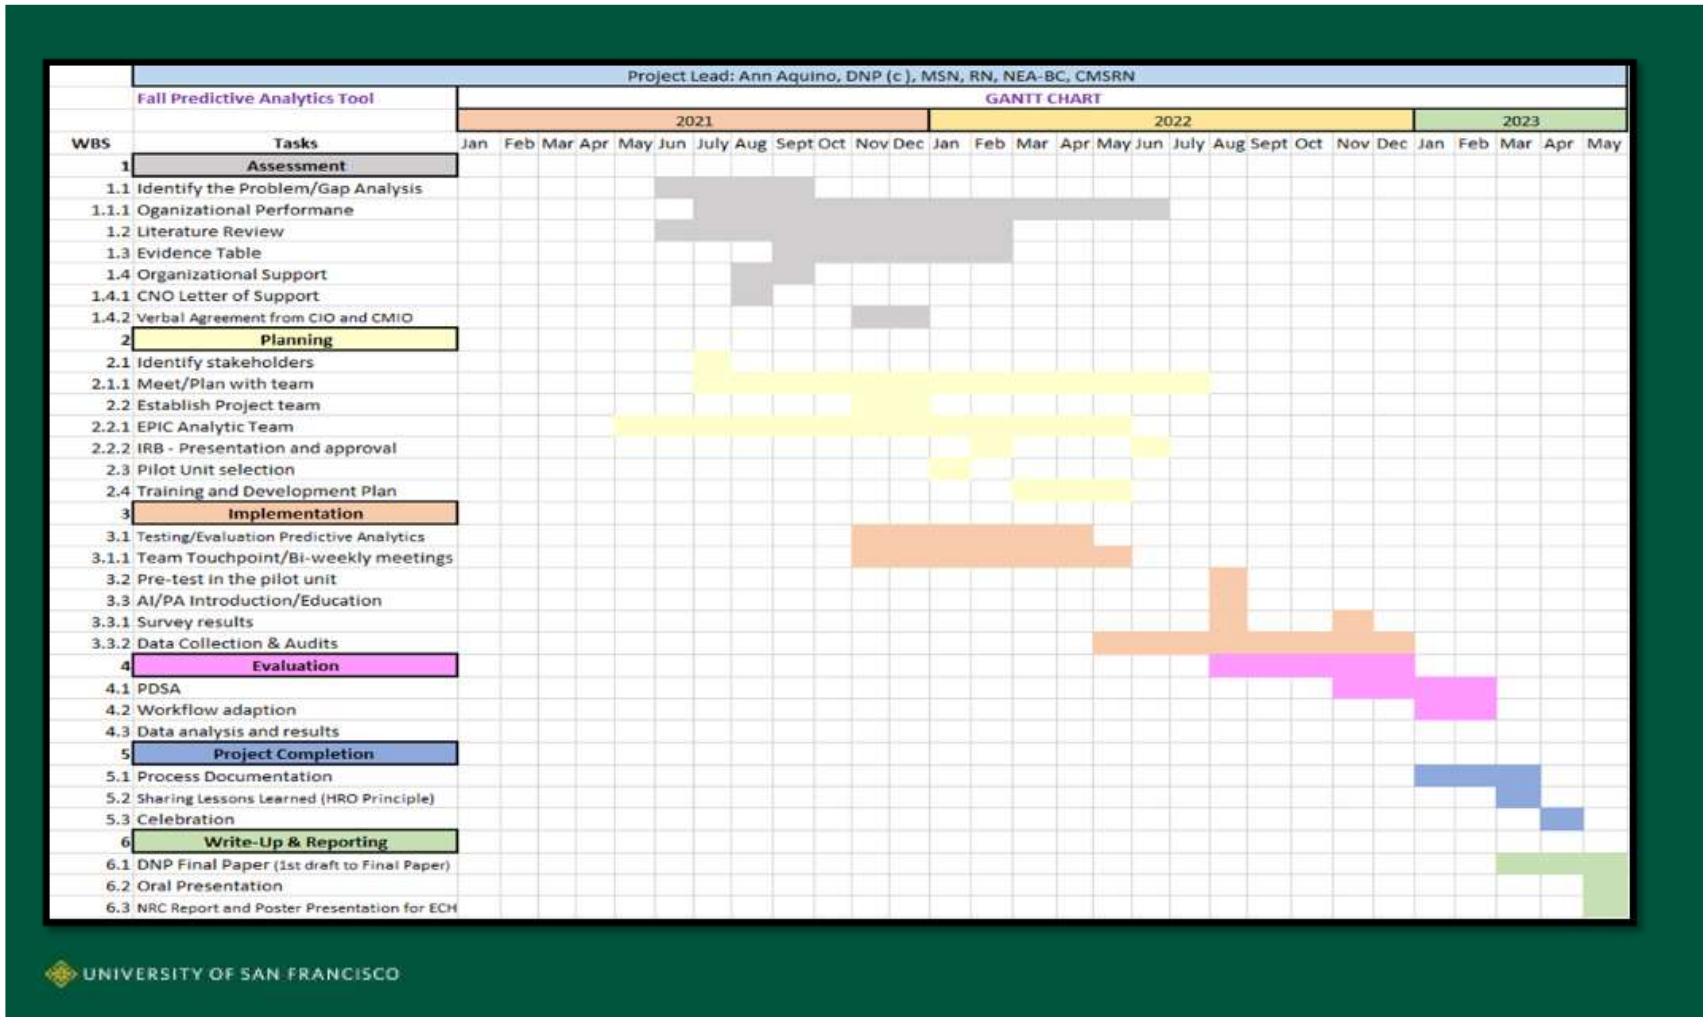 Project Lead: Ann Aquino, DNP (c ), MSN, RN, NEA-BC, CMSRN
Fall Predictive Analytics Tool GANTT CHART
2021 2022 2023
WBS Tasks Jan Feb Mar Apr May Jun July Aug Sept Oct Nov Dec Jan Feb Mar Apr May Jun July Aug Sept Oct Nov Dec Jan Feb Mar Apr May
1 Assessment
1.1 Identify the Problem/Gap Analysis
1.1.1 Oganizational Performane
1.2 Literature Review
1.3 Evidence Table
1.4 Organizational Support
1.4.1 CNO Letter of Support
1.4.2 Verbal Agreement from CIO and CMIO
2 Planning
2.1 Identify stakeholders
2.1.1 Meet/Plan with team
2.2 Establish Project team
2.2.1 EPIC Analytic Team
2.2.2 IRB - Presentation and approval
2.3 Pilot Unit selection
2.4 Training and Development Plan
3 Implementation
3.1 Testing/Evaluation Predictive Analytics
3.1.1 Team Touchpoint/Bi-weekly meetings
3.2 Pre-test in the pilot unit
3.3 AI/PA Introduction/Education
3.3.1 Survey results
3.3.2 Data Collection & Audits
4 Evaluation
4.1 PDSA
4.2 Workflow adaption
4.3 Data analysis and results
5 Project Completion
5.1 Process Documentation
5.2 Sharing Lessons Learned (HRO Principle)
5.3 Celebration
6 Write-Up & Reporting
6.1 DNP Final Paper (1st draft to Final Paper)
6.2 Oral Presentation
6.3 NRC Report and Poster Presentation for ECH
UNIVERSITY OF SAN FRANCISCO